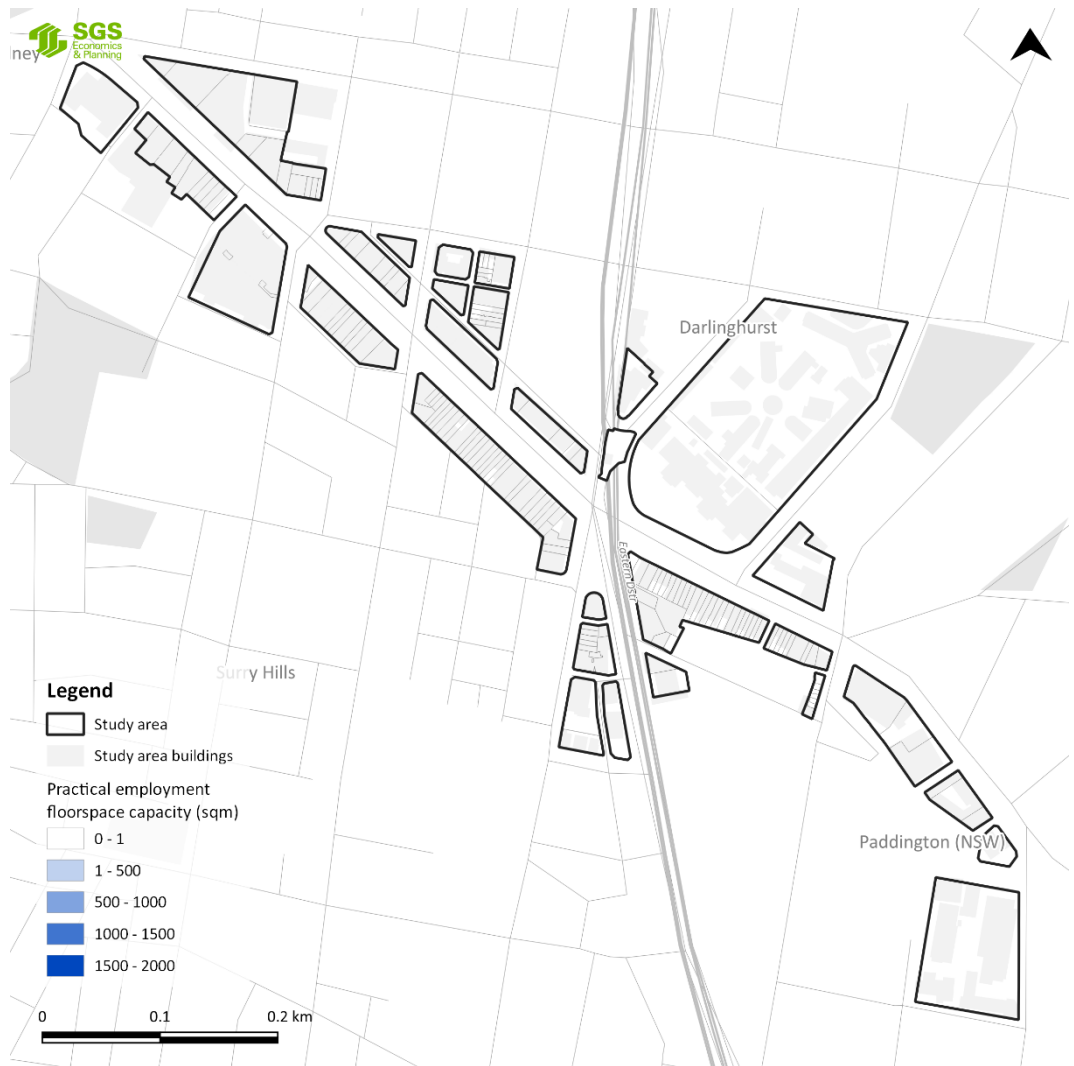 SGS
Economics
& Planning
ney
Darlinghurst
Eastern Dstr
Surry Hills
Legend
Study area
Study area buildings
Practical employment
floorspace capacity (sqm)
0 - 1
1 - 500
500 - 1000
1000 - 1500
1500 - 2000
Paddington (NSW)
0
0.1
0.2 km